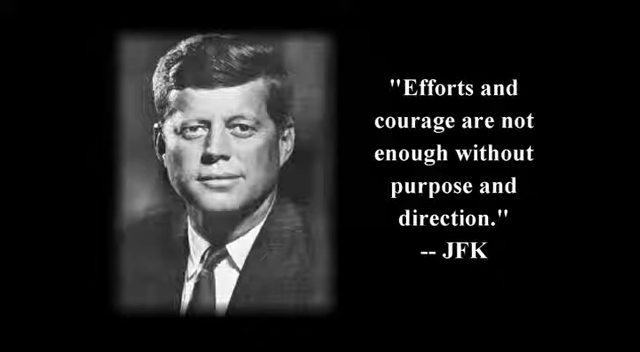 "Efforts and
courage are not
enough without
purpose and
direction."
-- JFK